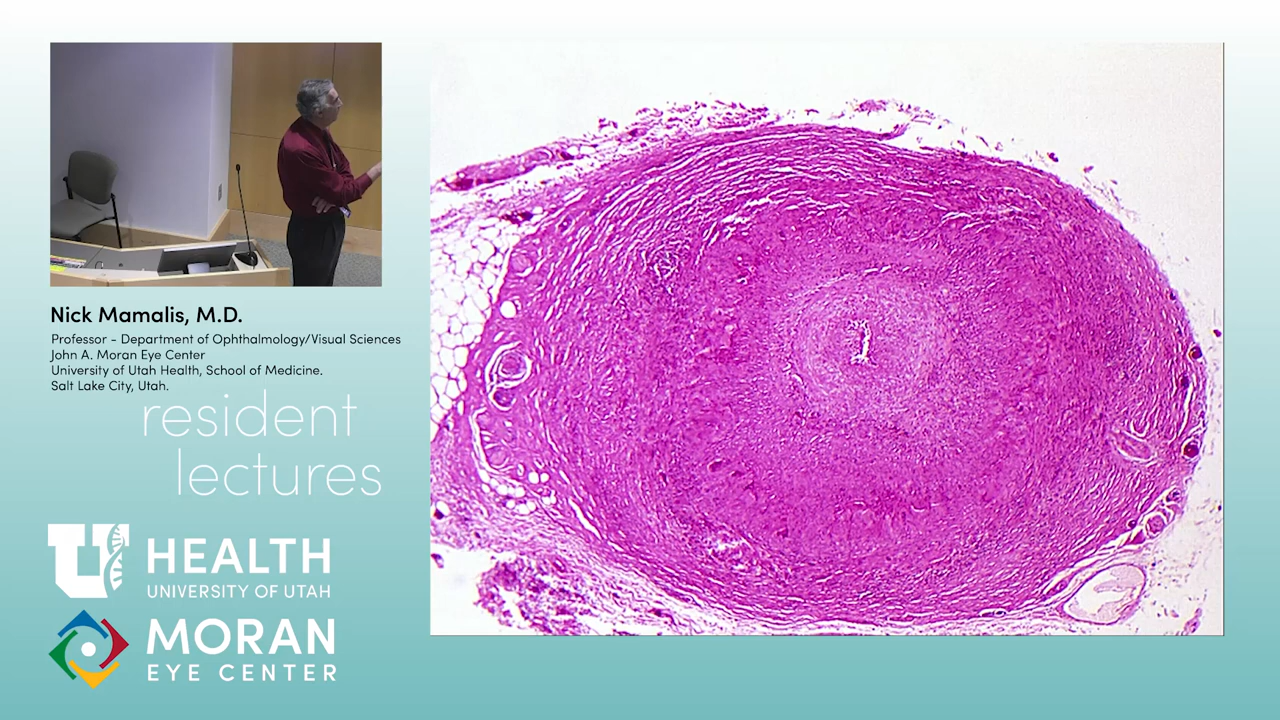 Nick Mamalis, M.D.
Professor - Department of Ophthalmology/Visual Sciences
John A. Moran Eye Center
University of Utah Health, School of Medicine.
Salt Lake City, Utah.
resident
lectures
U HEALTH
UNIVERSITY OF UTAH
MORAN
EYE CENTER